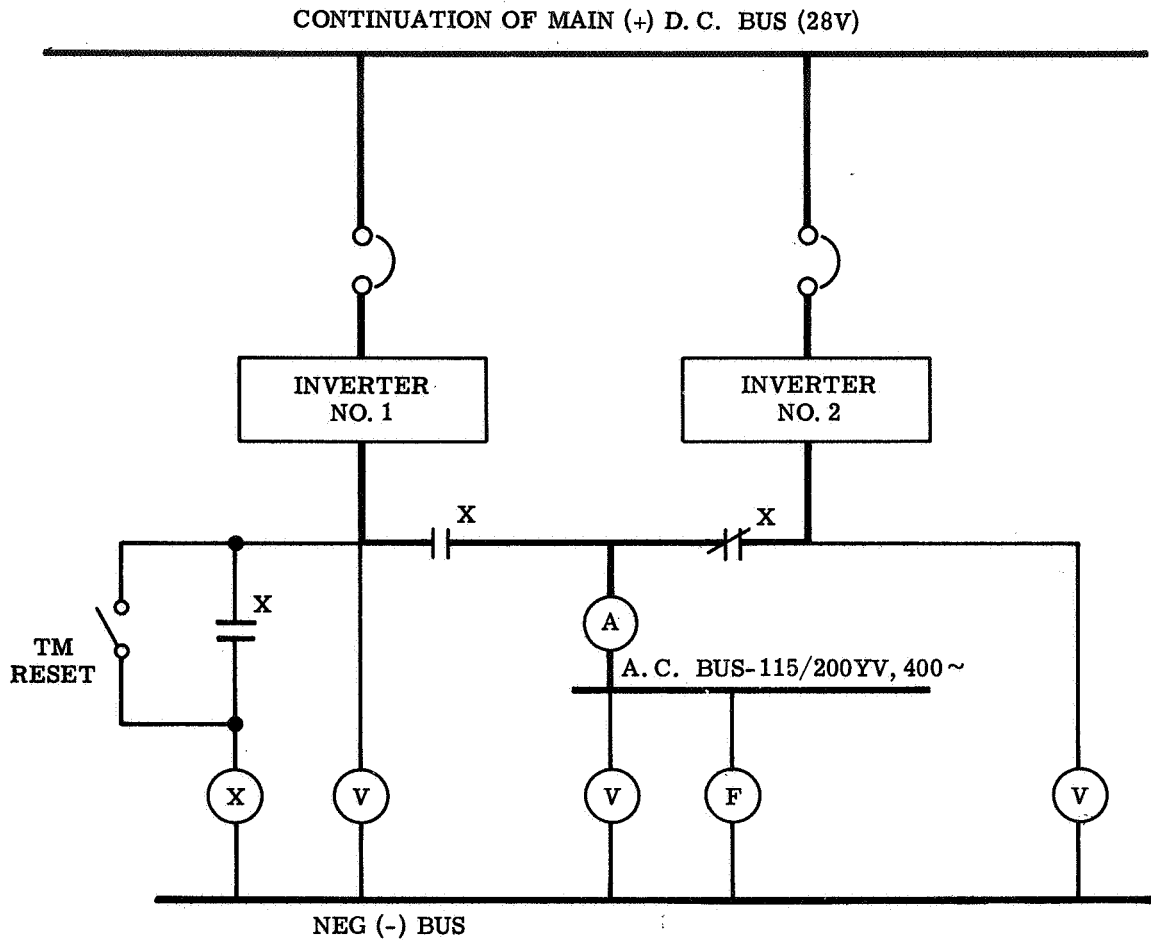 CONTINUATION OF MAIN (+) D. C. BUS (28V)
INVERTER
NO. 1
INVERTER
NO. 2
X
X
X
TM
RESET
A
A. C. BUS-115/200YV, 400~
X
V
V
F
V
NEG (-) BUS